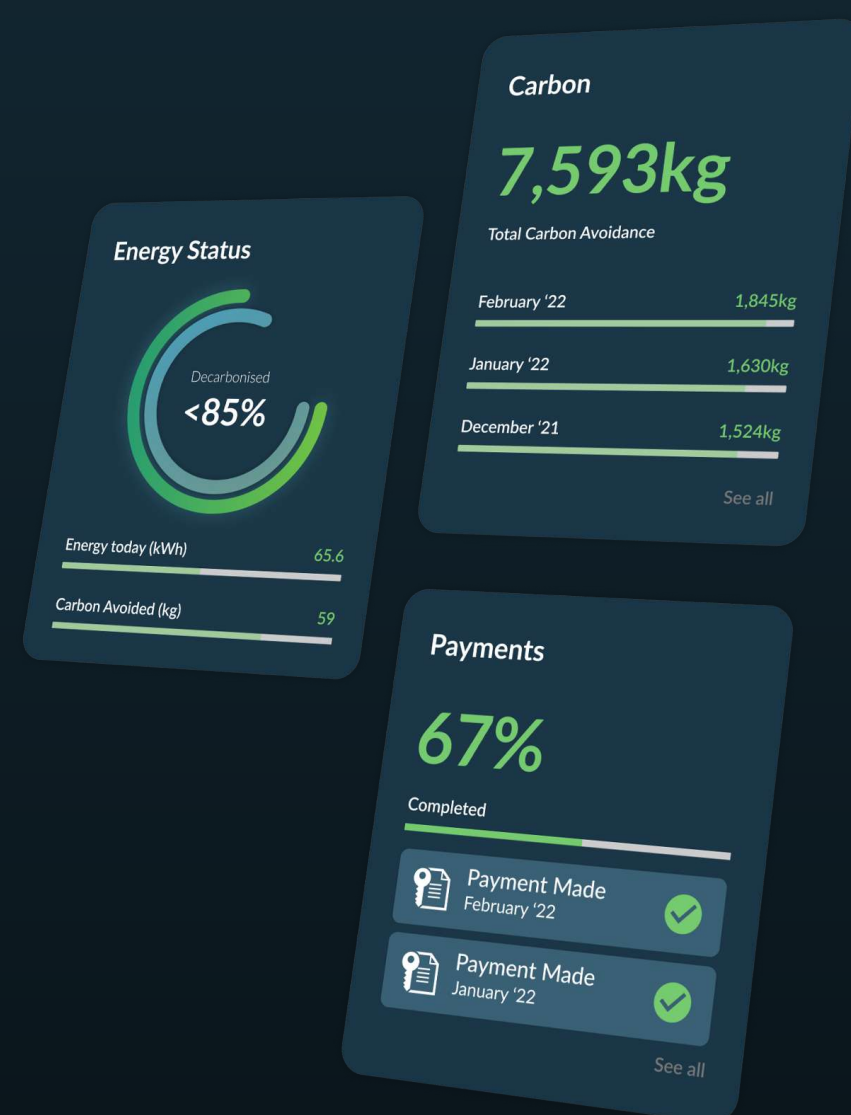 Carbon
7,593kg
Total Carbon Avoidance
February ‘22 1,845kg
January ‘22 1,630kg
December ‘21 1,524kg
See all
Energy Status
Decarbonised
<85%
Energy today (kWh) 65.6
Carbon Avoided (kg) 59
Payments
67%
Completed
Payment Made
February ‘22
Payment Made
January ‘22
See all